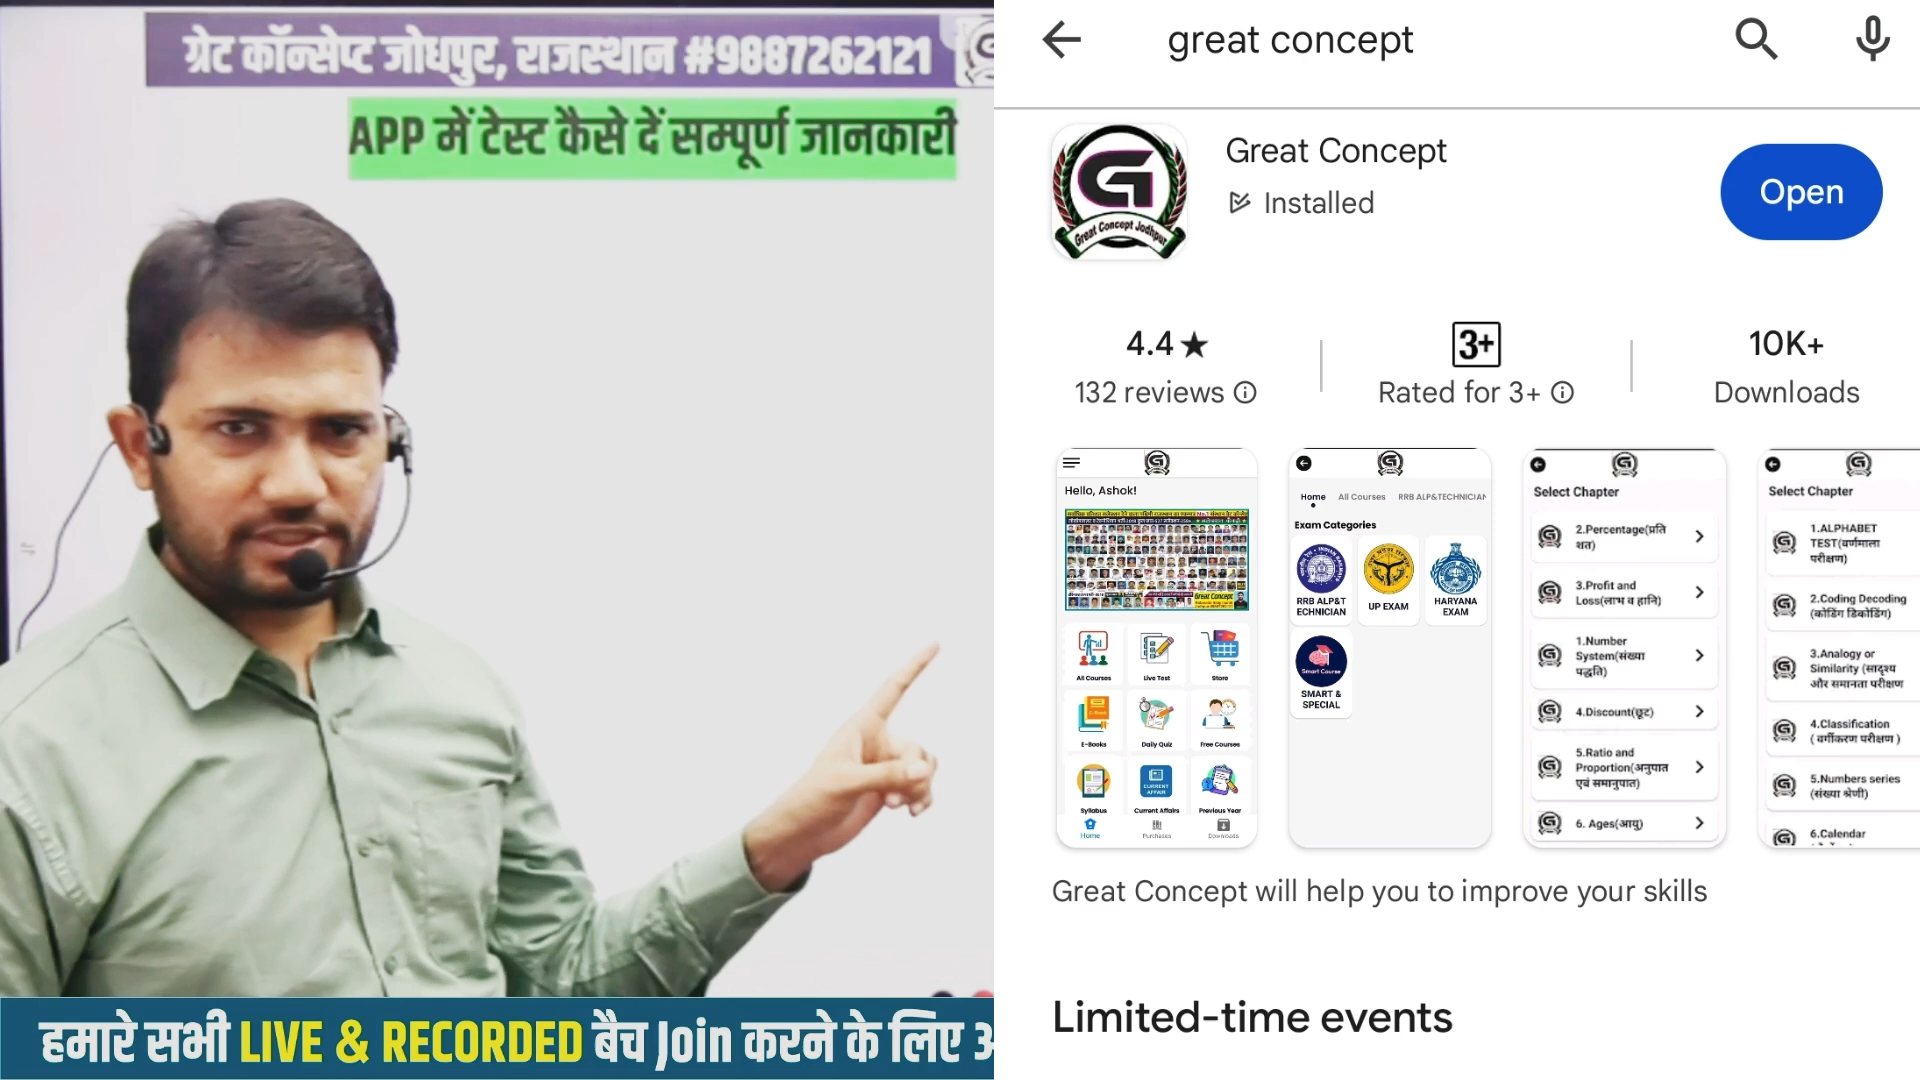 ग्रेट कॉन्सेप्ट जोधपुर, राजस्थान #9887262121
APP में टेस्ट कैसे दें सम्पूर्ण जानकारी
हमारे सभी LIVE & RECORDED बैच Join करने के लिए
great concept
Great Concept
Installed
Open
Great Concept Jodhpur
4.4★
132 reviews
3+
Rated for 3+
10K+
Downloads
Hello, Ashok!
Great Concept
All Courses
Live Test
Store
E-Books
Daily Quiz
Free Courses
Syllabus
Current Affairs
Previous Year
Home
Purchases
Downloads
Home All Courses RRB ALP&TECHNICIAN
Exam Categories
RRB ALP&T
ECHNICIAN
UP EXAM
HARYANA
EXAM
Smart Course
SMART &
SPECIAL
Select Chapter
2.Percentage(प्रति
शत)
3.Profit and
Loss(लाभ व हानि)
1.Number
System(संख्या
पद्धति)
4.Discount(छूट)
5.Ratio and
Proportion(अनुपात
एवं समानुपात)
6. Ages(आयु)
Select Chapter
1.ALPHABET
TEST(वर्णमाला
परीक्षण)
2.Coding Decoding
(कोडिंग डिकोडिंग)
3.Analogy or
Similarity (सादृश्य
और समानता परीक्षण
4.Classification
( वर्गीकरण परीक्षण )
5.Numbers series
(संख्या श्रेणी)
6.Calendar
Great Concept will help you to improve your skills
Limited-time events